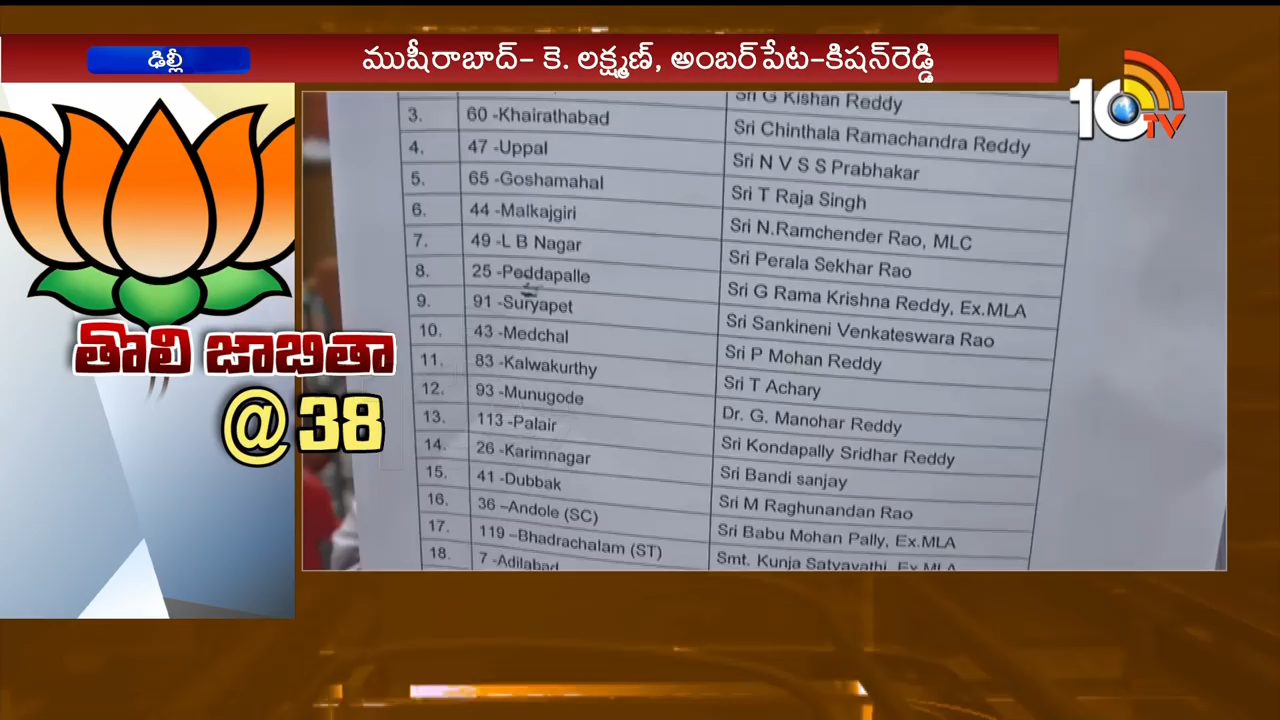 ఢిల్లీ
ముషీరాబాద్- కె. లక్ష్మణ్, అంబర్‌పేట-కిషన్‌రెడ్డి
10TV
తొలి జాబితా
@38
Sri G Kishan Reddy
3. 60 -Khairathabad Sri Chinthala Ramachandra Reddy
4. 47 -Uppal Sri N V S S Prabhakar
5. 65 -Goshamahal Sri T Raja Singh
6. 44 -Malkajgiri Sri N.Ramchender Rao, MLC
7. 49 -L B Nagar Sri Perala Sekhar Rao
8. 25 -Peddapalle Sri G Rama Krishna Reddy, Ex.MLA
9. 91 -Suryapet Sri Sankineni Venkateswara Rao
10. 43 -Medchal Sri P Mohan Reddy
11. 83 -Kalwakurthy Sri T Achary
12. 93 -Munugode Dr. G. Manohar Reddy
13. 113 -Palair Sri Kondapally Sridhar Reddy
14. 26 -Karimnagar Sri Bandi sanjay
15. 41 -Dubbak Sri M Raghunandan Rao
16. 36 –Andole (SC) Sri Babu Mohan Pally, Ex.MLA
17. 119 –Bhadrachalam (ST) Smt. Kunja Satyavathi, Ex MLA
18. 7 -Adilabad